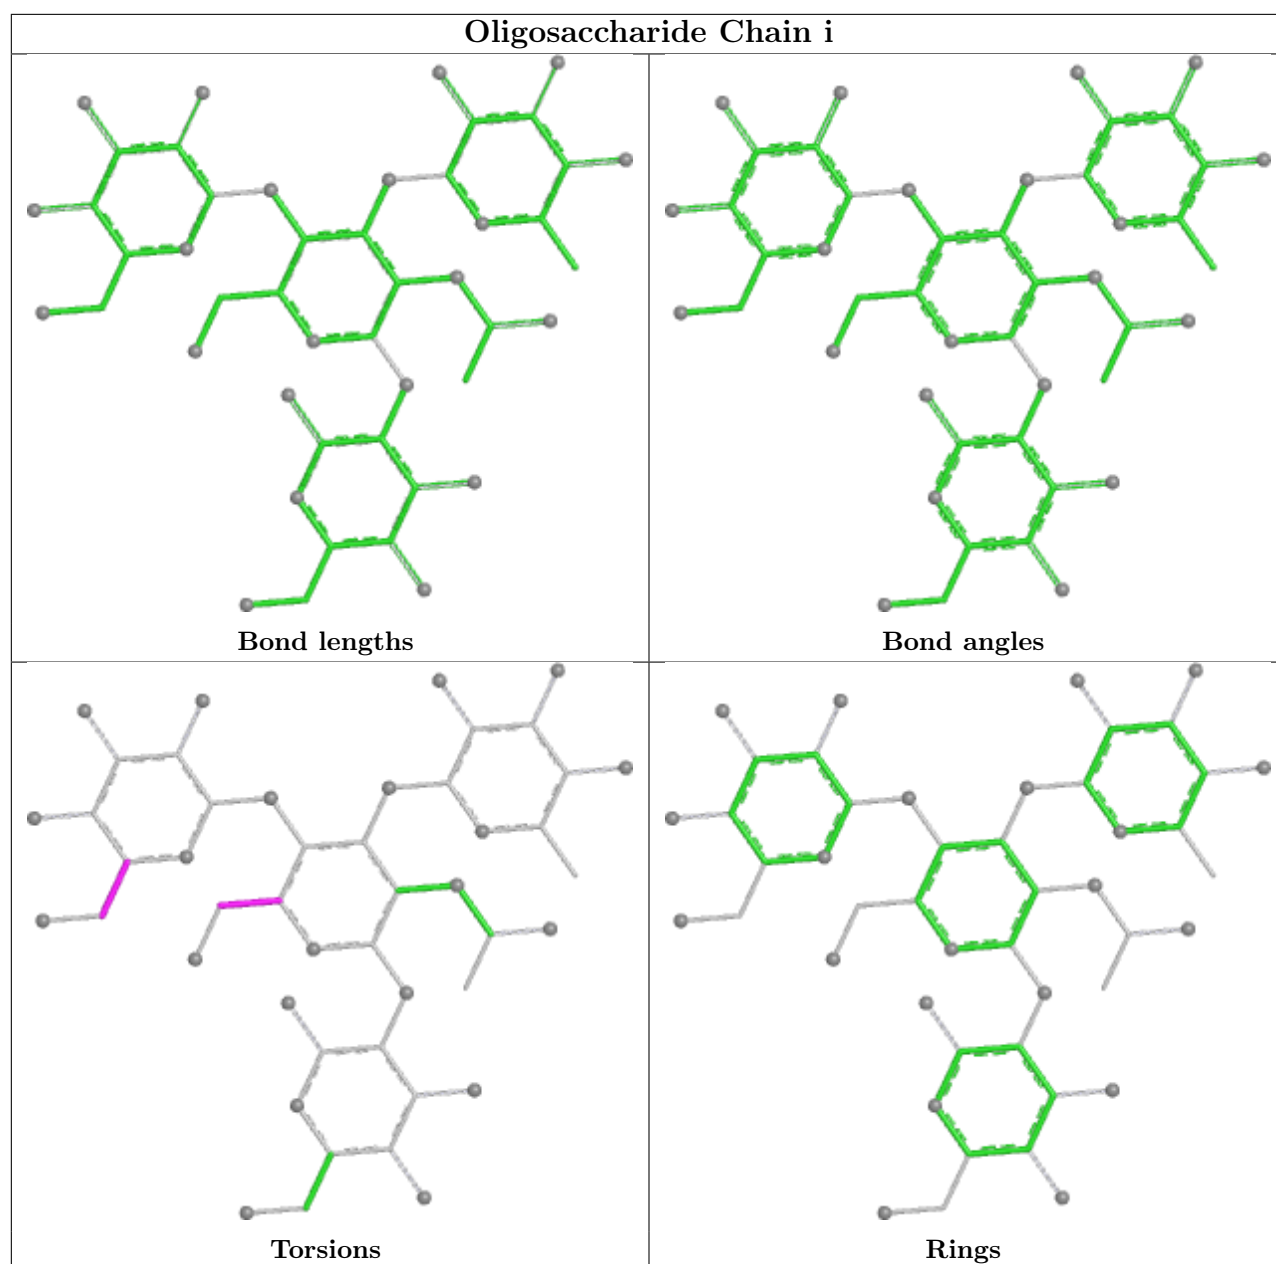 Oligosaccharide Chain i
Bond lengths
Bond angles
Torsions
Rings